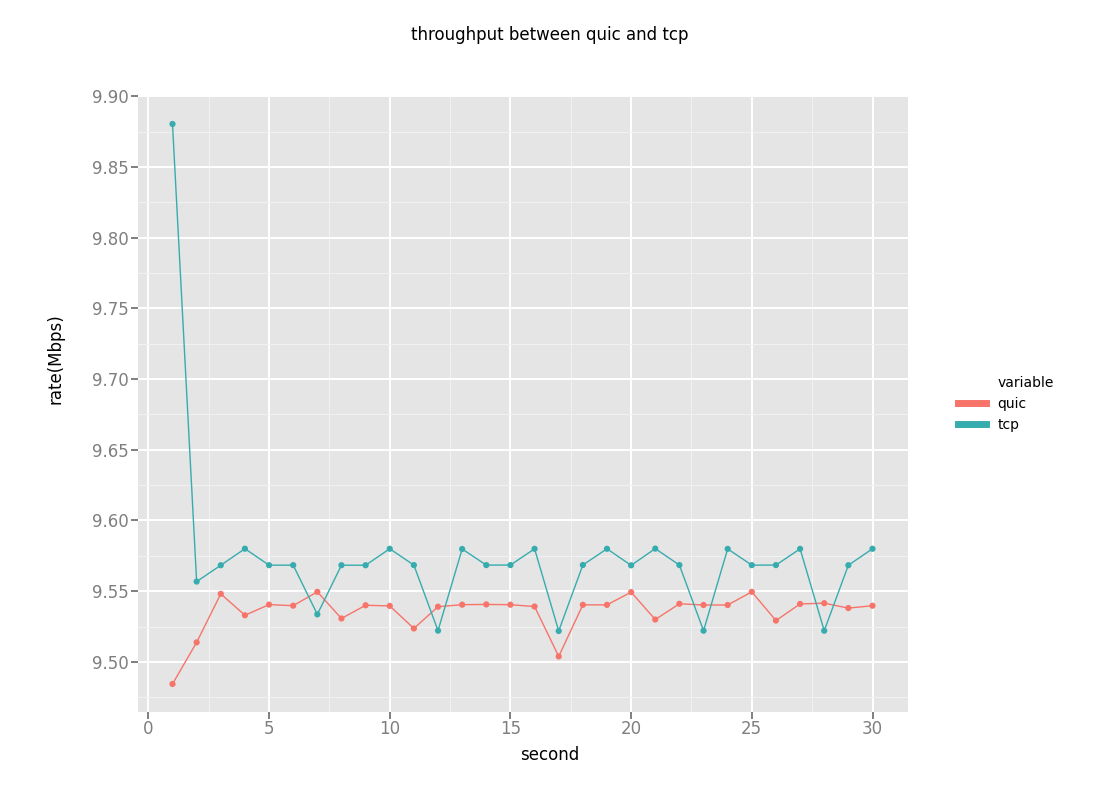 throughput between quic and tcp
9.90
9.85
9.80
9.75
9.70
9.65
9.60
9.55
9.50
rate(Mbps)
0 5 10 15 20 25 30
second
variable
quic
tcp